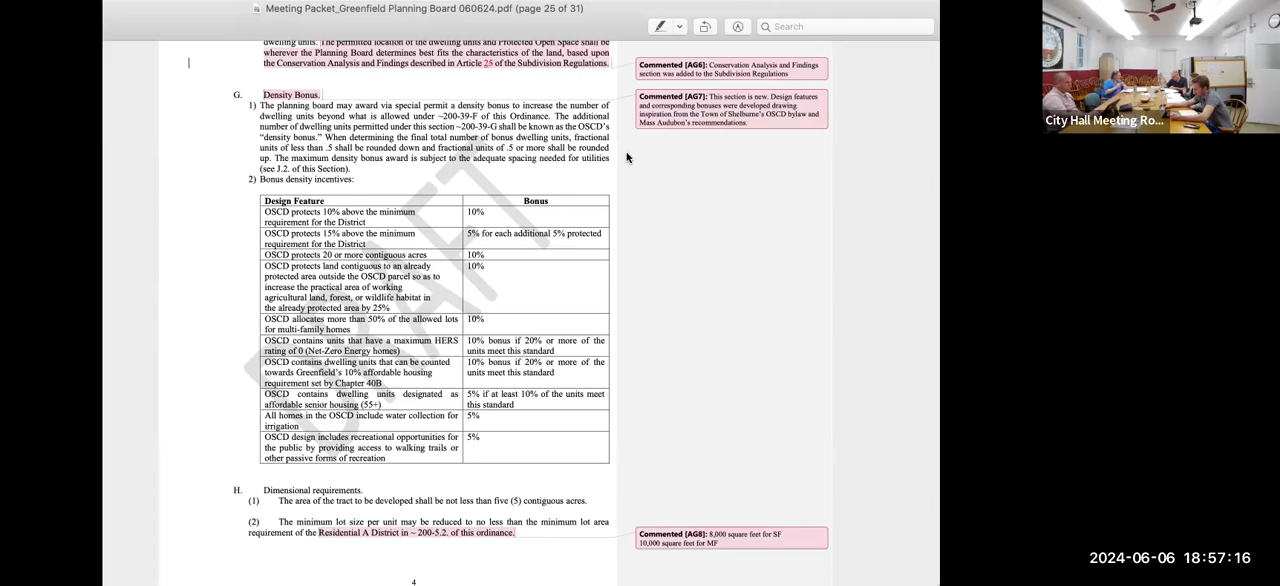 Meeting Packet_Greenfield Planning Board 060624.pdf (page 25 of 31)
Search
dwelling units. The permitted location of the dwelling units and Protected Open Space shall be
wherever the Planning Board determines best fits the characteristics of the land, based upon
the Conservation Analysis and Findings described in Article 25 of the Subdivision Regulations.
Commented [AG6]: Conservation Analysis and Findings
section was added to the Subdivision Regulations
G. Density Bonus.
1) The planning board may award via special permit a density bonus to increase the number of
dwelling units beyond what is allowed under ~200-39-F of this Ordinance. The additional
number of dwelling units permitted under this section ~200-39-G shall be known as the OSCD's
"density bonus." When determining the final total number of bonus dwelling units, fractional
units of less than .5 shall be rounded down and fractional units of .5 or more shall be rounded
up. The maximum density bonus award is subject to the adequate spacing needed for utilities
(see J.2. of this Section).
Commented [AG7]: This section is new. Design features
and corresponding bonuses were developed drawing
inspiration from the Town of Shelburne's OSCD bylaw and
Mass Audubon's recommendations.
2) Bonus density incentives:
Design Feature Bonus
OSCD protects 10% above the minimum 10%
requirement for the District
OSCD protects 15% above the minimum 5% for each additional 5% protected
requirement for the District
OSCD protects 20 or more contiguous acres 10%
OSCD protects land contiguous to an already 10%
protected area outside the OSCD parcel so as to
increase the practical area of working
agricultural land, forest, or wildlife habitat in
the already protected area by 25%
OSCD allocates more than 50% of the allowed lots 10%
for multi-family homes
OSCD contains units that have a maximum HERS 10% bonus if 20% or more of the
rating of 0 (Net-Zero Energy homes) units meet this standard
OSCD contains dwelling units that can be counted 10% bonus if 20% or more of the
towards Greenfield's 10% affordable housing units meet this standard
requirement set by Chapter 40B
OSCD contains dwelling units designated as 5% if at least 10% of the units meet
affordable senior housing (55+) this standard
All homes in the OSCD include water collection for 5%
irrigation
OSCD design includes recreational opportunities for 5%
the public by providing access to walking trails or
other passive forms of recreation
DRAFT
H. Dimensional requirements.
(1) The area of the tract to be developed shall be not less than five (5) contiguous acres.
(2) The minimum lot size per unit may be reduced to no less than the minimum lot area
requirement of the Residential A District in ~ 200-5.2. of this ordinance.
Commented [AG8]: 8,000 square feet for SF
10,000 square feet for MF
4
City Hall Meeting Ro...
2024-06-06 18:57:16